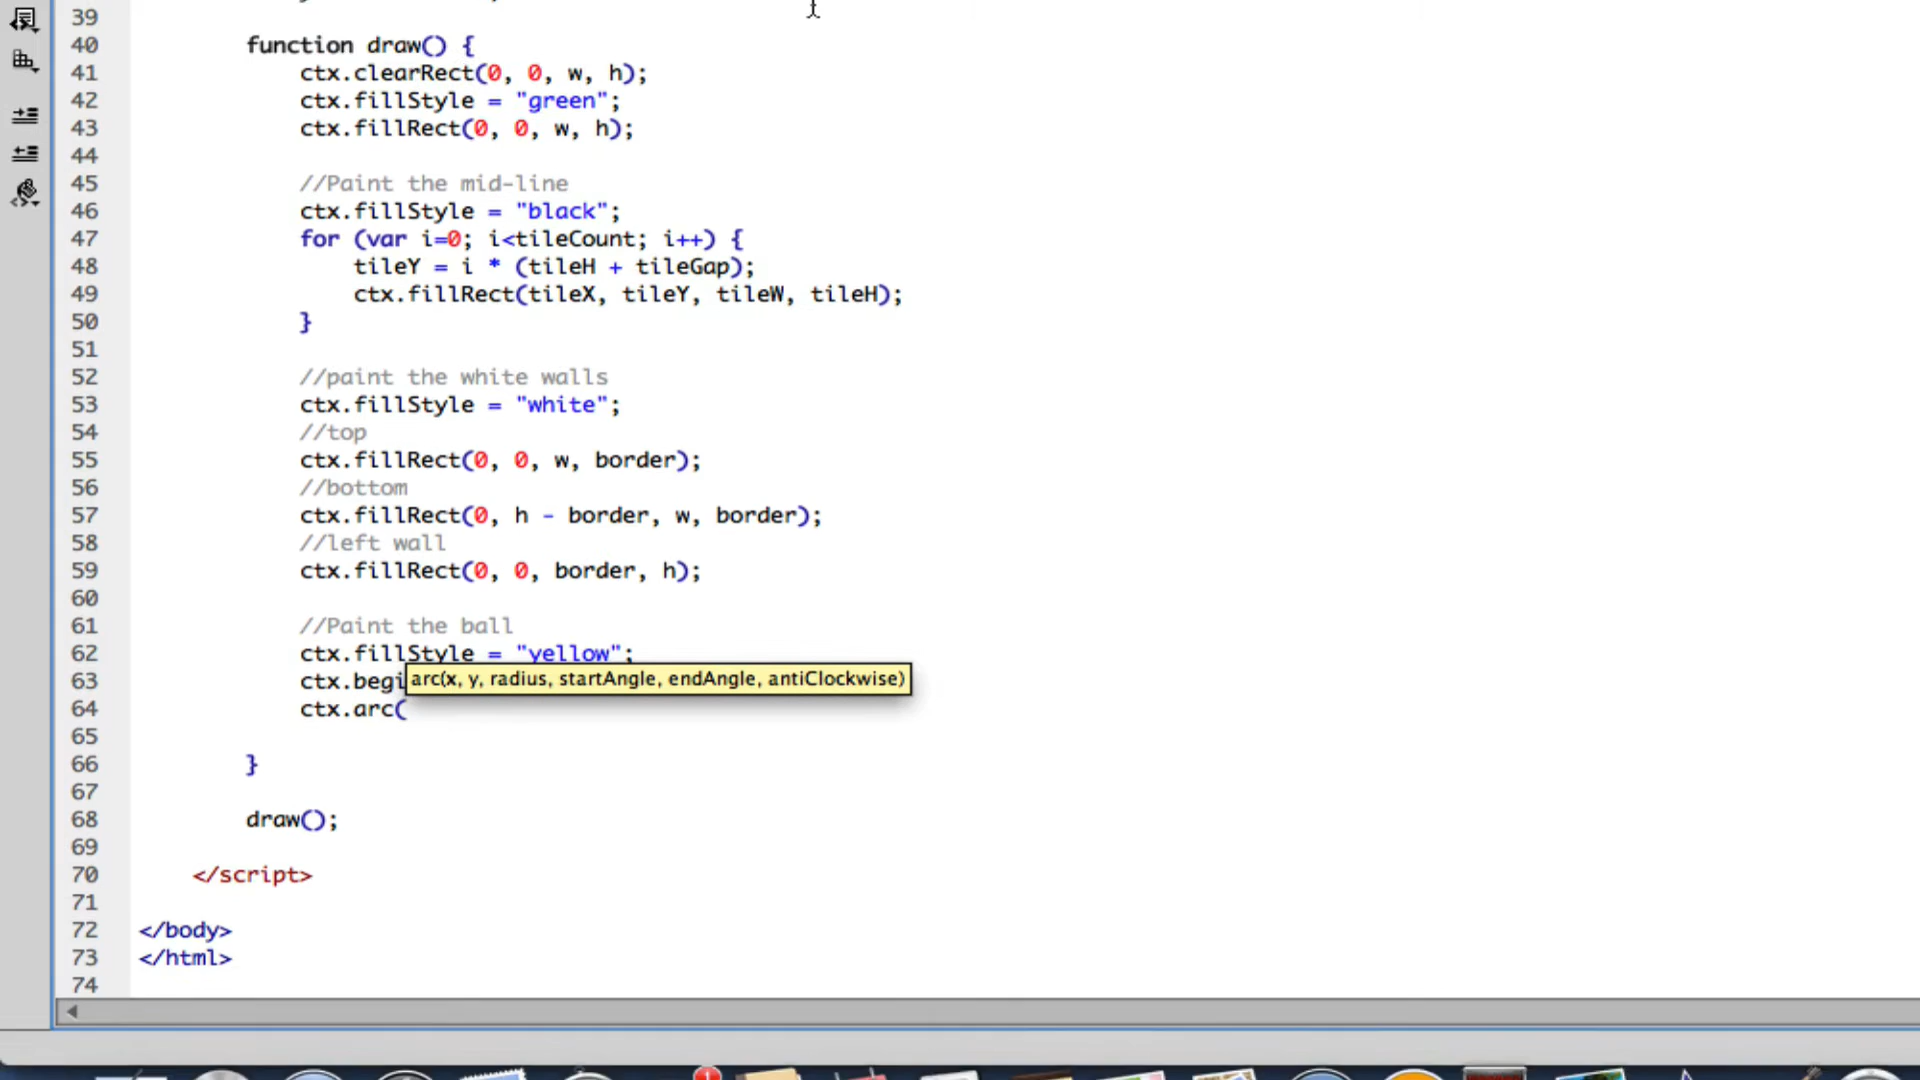 39
40 function draw() {
41 ctx.clearRect(0, 0, w, h);
42 ctx.fillStyle = "green";
43 ctx.fillRect(0, 0, w, h);
44
45 //Paint the mid-line
46 ctx.fillStyle = "black";
47 for (var i=0; i<tileCount; i++) {
48 tileY = i * (tileH + tileGap);
49 ctx.fillRect(tileX, tileY, tileW, tileH);
50 }
51
52 //paint the white walls
53 ctx.fillStyle = "white";
54 //top
55 ctx.fillRect(0, 0, w, border);
56 //bottom
57 ctx.fillRect(0, h - border, w, border);
58 //left wall
59 ctx.fillRect(0, 0, border, h);
60
61 //Paint the ball
62 ctx.fillStyle = "yellow";
63 ctx.begi arc(x, y, radius, startAngle, endAngle, antiClockwise)
64 ctx.arc(
65
66 }
67
68 draw();
69
70 </script>
71
72 </body>
73 </html>
74
1